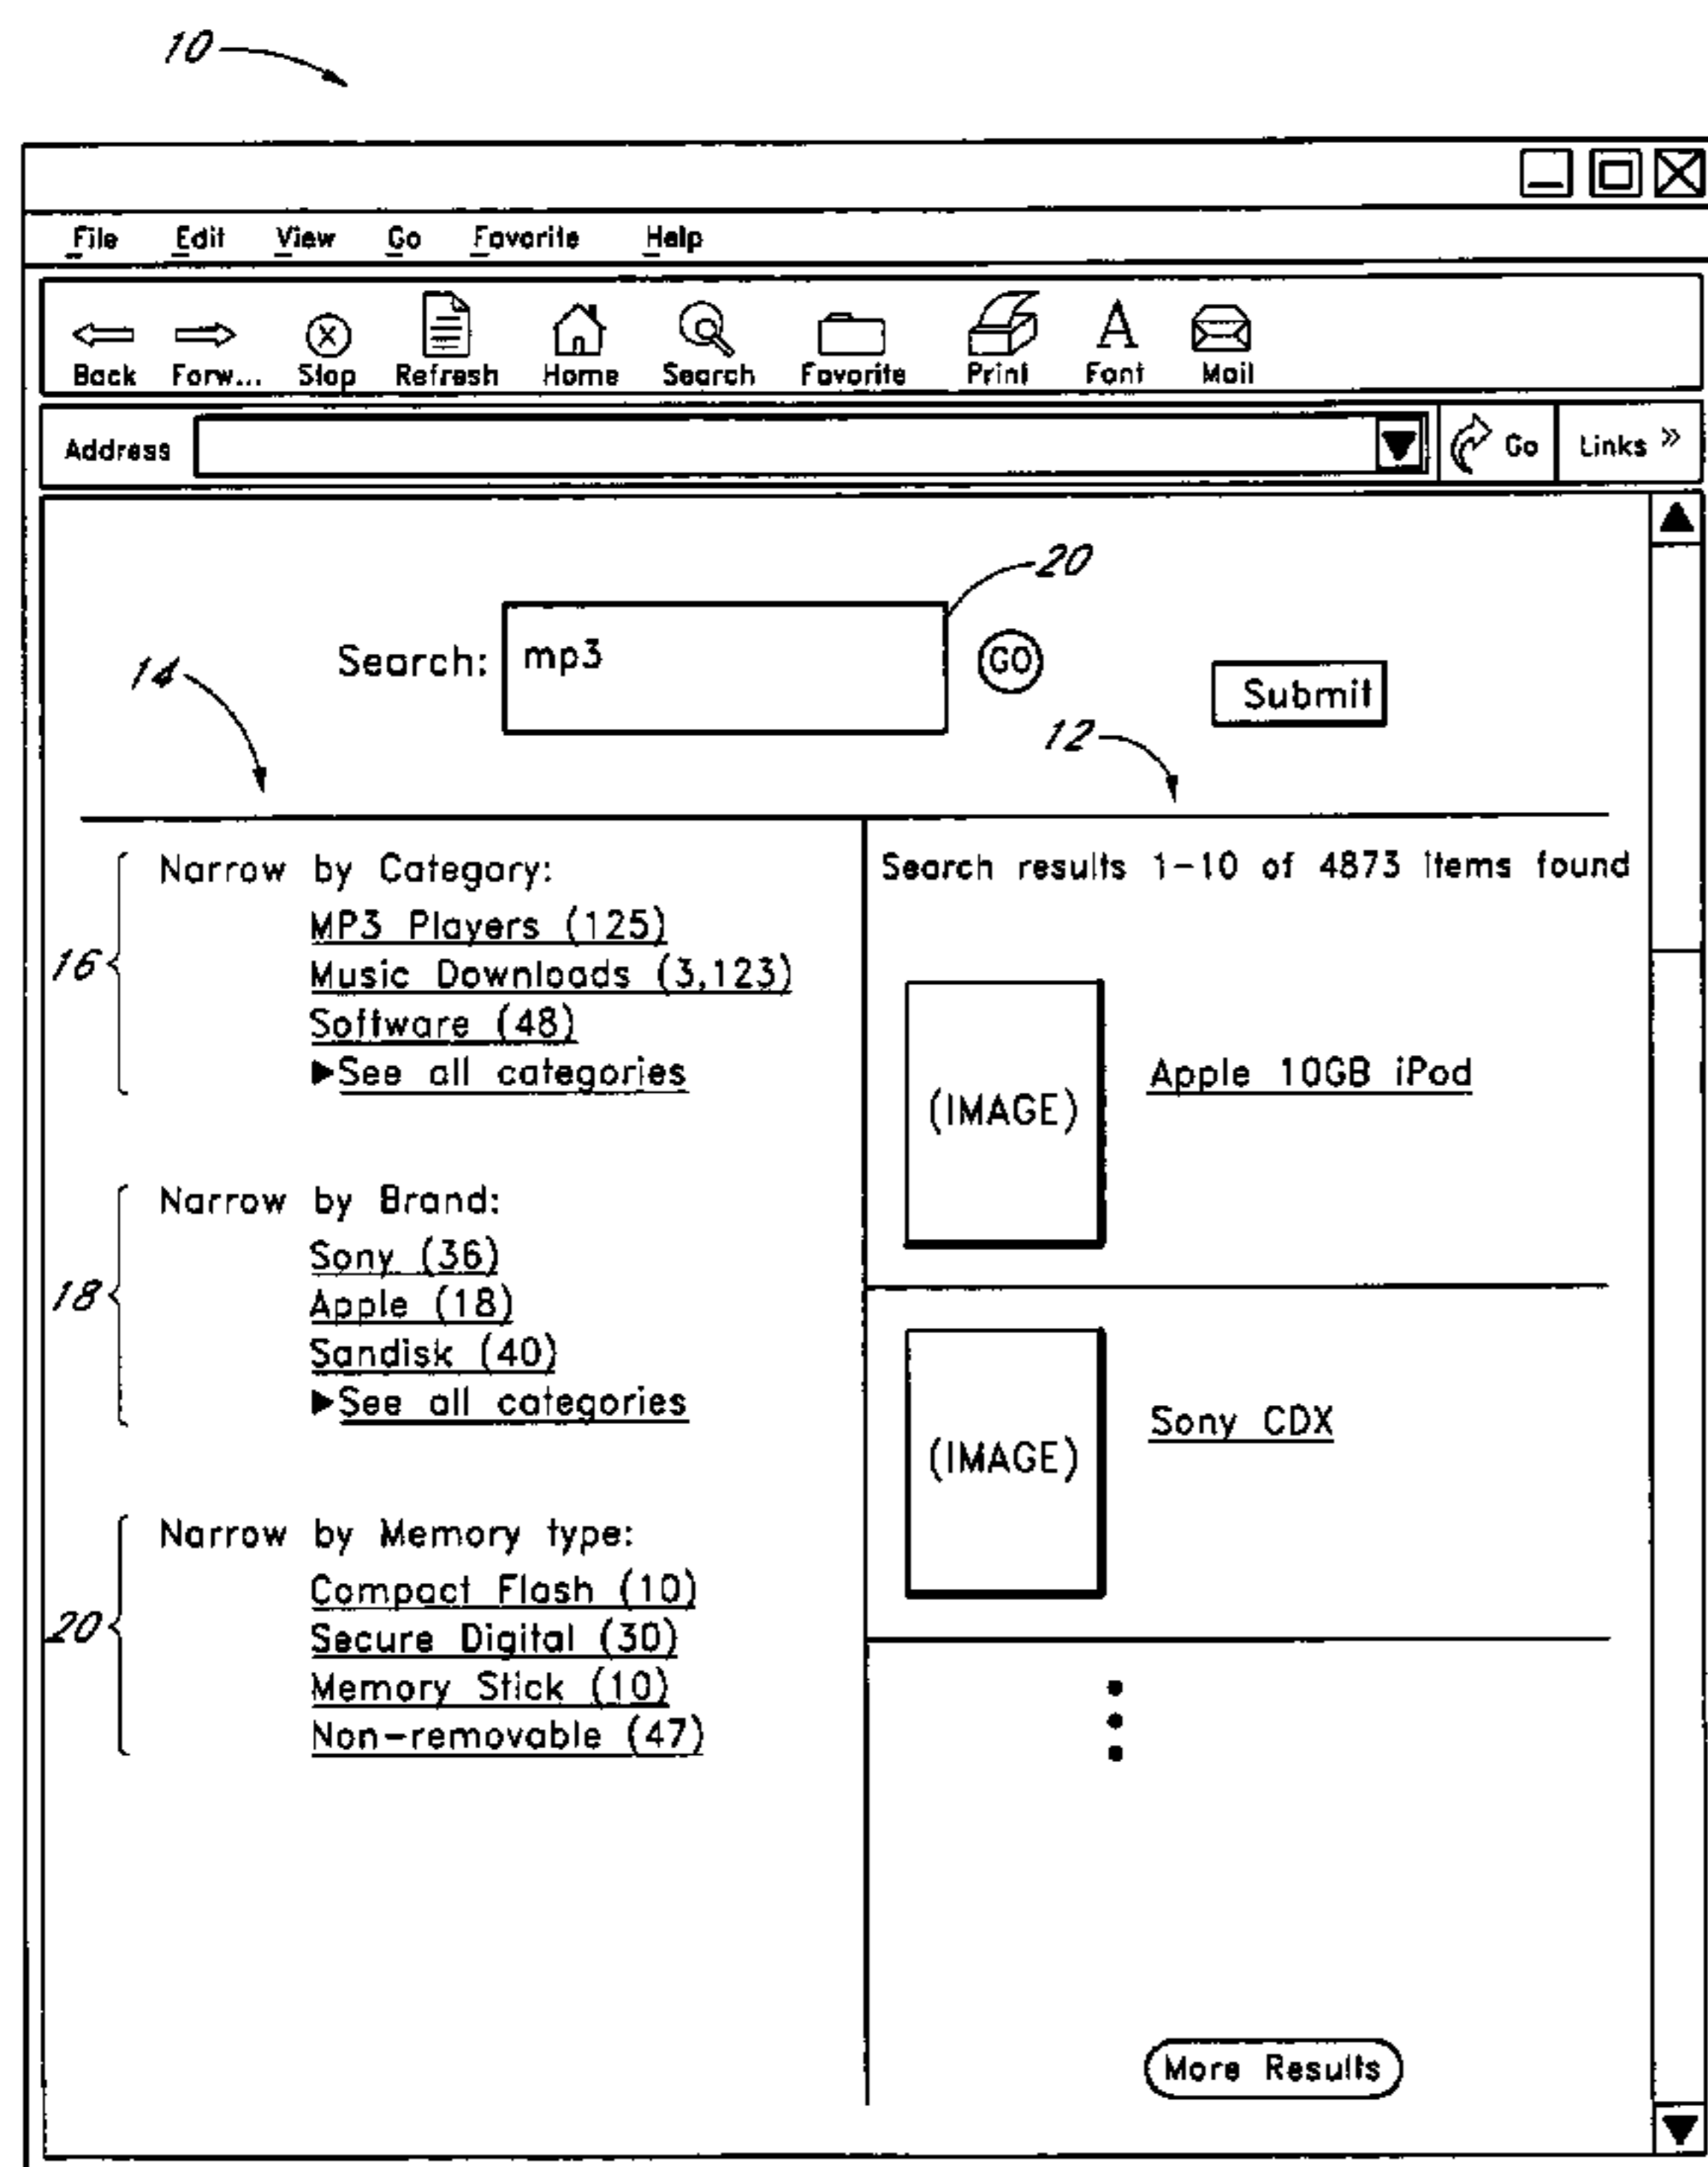 10
File Edit View Go Favorite Help
Back Forw... Stop Refresh Home Search Favorite Print Font Mail
Address Go Links »
20
Search: mp3 GO Submit
14
12
Narrow by Category:
MP3 Players (125)
Music Downloads (3,123)
Software (48)
▶See all categories
16
Narrow by Brand:
Sony (36)
Apple (18)
Sandisk (40)
▶See all categories
18
Narrow by Memory type:
Compact Flash (10)
Secure Digital (30)
Memory Stick (10)
Non-removable (47)
20
Search results 1-10 of 4873 items found
(IMAGE) Apple 10GB iPod
(IMAGE) Sony CDX
More Results